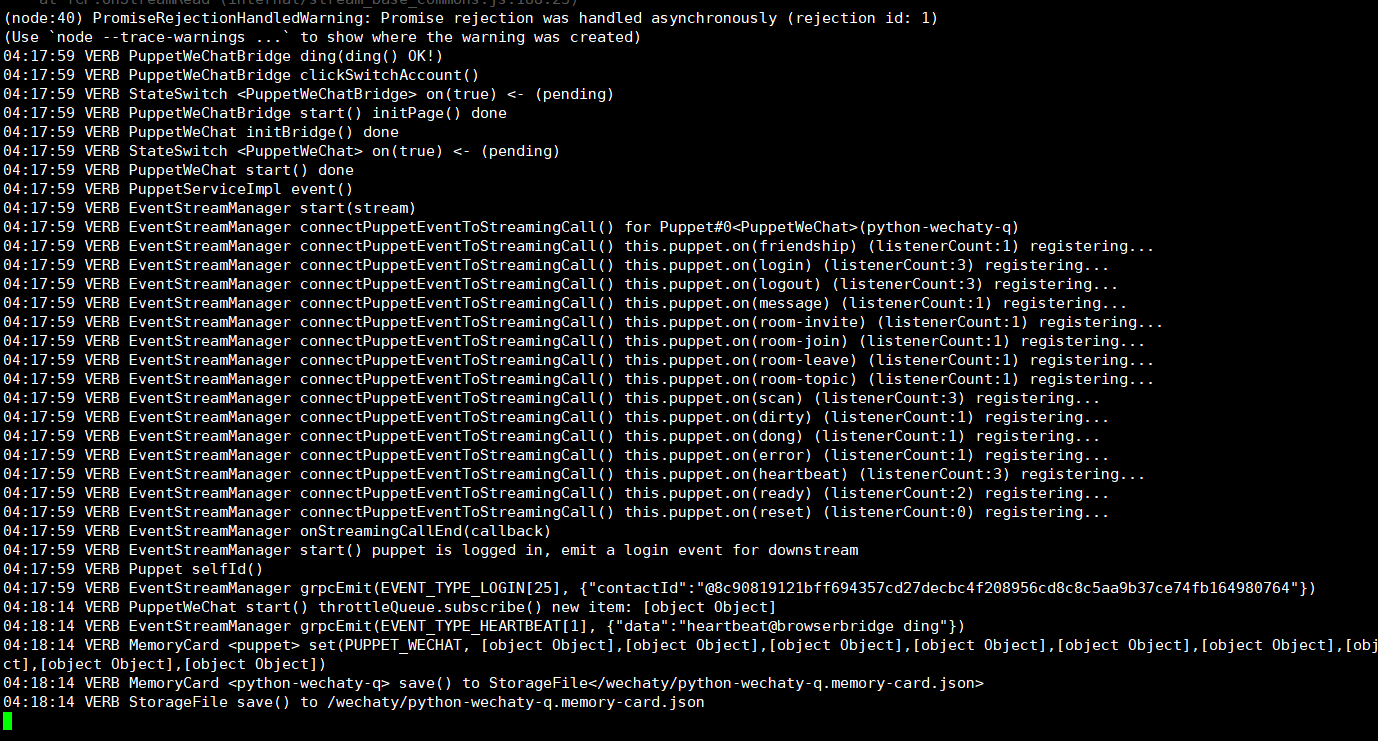 at TCP.onStreamRead (internal/stream_base_commons.js:188:23)
(node:40) PromiseRejectionHandledWarning: Promise rejection was handled asynchronously (rejection id: 1)
(Use `node --trace-warnings ...` to show where the warning was created)
04:17:59 VERB PuppetWeChatBridge ding(ding() OK!)
04:17:59 VERB PuppetWeChatBridge clickSwitchAccount()
04:17:59 VERB StateSwitch <PuppetWeChatBridge> on(true) <- (pending)
04:17:59 VERB PuppetWeChatBridge start() initPage() done
04:17:59 VERB PuppetWeChat initBridge() done
04:17:59 VERB StateSwitch <PuppetWeChat> on(true) <- (pending)
04:17:59 VERB PuppetWeChat start() done
04:17:59 VERB PuppetServiceImpl event()
04:17:59 VERB EventStreamManager start(stream)
04:17:59 VERB EventStreamManager connectPuppetEventToStreamingCall() for Puppet#0<PuppetWeChat>(python-wechaty-q)
04:17:59 VERB EventStreamManager connectPuppetEventToStreamingCall() this.puppet.on(friendship) (listenerCount:1) registering...
04:17:59 VERB EventStreamManager connectPuppetEventToStreamingCall() this.puppet.on(login) (listenerCount:3) registering...
04:17:59 VERB EventStreamManager connectPuppetEventToStreamingCall() this.puppet.on(logout) (listenerCount:3) registering...
04:17:59 VERB EventStreamManager connectPuppetEventToStreamingCall() this.puppet.on(message) (listenerCount:1) registering...
04:17:59 VERB EventStreamManager connectPuppetEventToStreamingCall() this.puppet.on(room-invite) (listenerCount:1) registering...
04:17:59 VERB EventStreamManager connectPuppetEventToStreamingCall() this.puppet.on(room-join) (listenerCount:1) registering...
04:17:59 VERB EventStreamManager connectPuppetEventToStreamingCall() this.puppet.on(room-leave) (listenerCount:1) registering...
04:17:59 VERB EventStreamManager connectPuppetEventToStreamingCall() this.puppet.on(room-topic) (listenerCount:1) registering...
04:17:59 VERB EventStreamManager connectPuppetEventToStreamingCall() this.puppet.on(scan) (listenerCount:3) registering...
04:17:59 VERB EventStreamManager connectPuppetEventToStreamingCall() this.puppet.on(dirty) (listenerCount:1) registering...
04:17:59 VERB EventStreamManager connectPuppetEventToStreamingCall() this.puppet.on(dong) (listenerCount:1) registering...
04:17:59 VERB EventStreamManager connectPuppetEventToStreamingCall() this.puppet.on(error) (listenerCount:1) registering...
04:17:59 VERB EventStreamManager connectPuppetEventToStreamingCall() this.puppet.on(heartbeat) (listenerCount:3) registering...
04:17:59 VERB EventStreamManager connectPuppetEventToStreamingCall() this.puppet.on(ready) (listenerCount:2) registering...
04:17:59 VERB EventStreamManager connectPuppetEventToStreamingCall() this.puppet.on(reset) (listenerCount:0) registering...
04:17:59 VERB EventStreamManager onStreamingCallEnd(callback)
04:17:59 VERB EventStreamManager start() puppet is logged in, emit a login event for downstream
04:17:59 VERB Puppet selfId()
04:17:59 VERB EventStreamManager grpcEmit(EVENT_TYPE_LOGIN[25], {"contactId":"@8c90819121bff694357cd27decbc4f208956cd8c8c5aa9b37ce74fb164980764"})
04:18:14 VERB PuppetWeChat start() throttleQueue.subscribe() new item: [object Object]
04:18:14 VERB EventStreamManager grpcEmit(EVENT_TYPE_HEARTBEAT[1], {"data":"heartbeat@browserbridge ding"})
04:18:14 VERB MemoryCard <puppet> set(PUPPET_WECHAT, [object Object],[object Object],[object Object],[object Object],[object Object],[object Object],[obj
ct],[object Object],[object Object])
04:18:14 VERB MemoryCard <python-wechaty-q> save() to StorageFile</wechaty/python-wechaty-q.memory-card.json>
04:18:14 VERB StorageFile save() to /wechaty/python-wechaty-q.memory-card.json